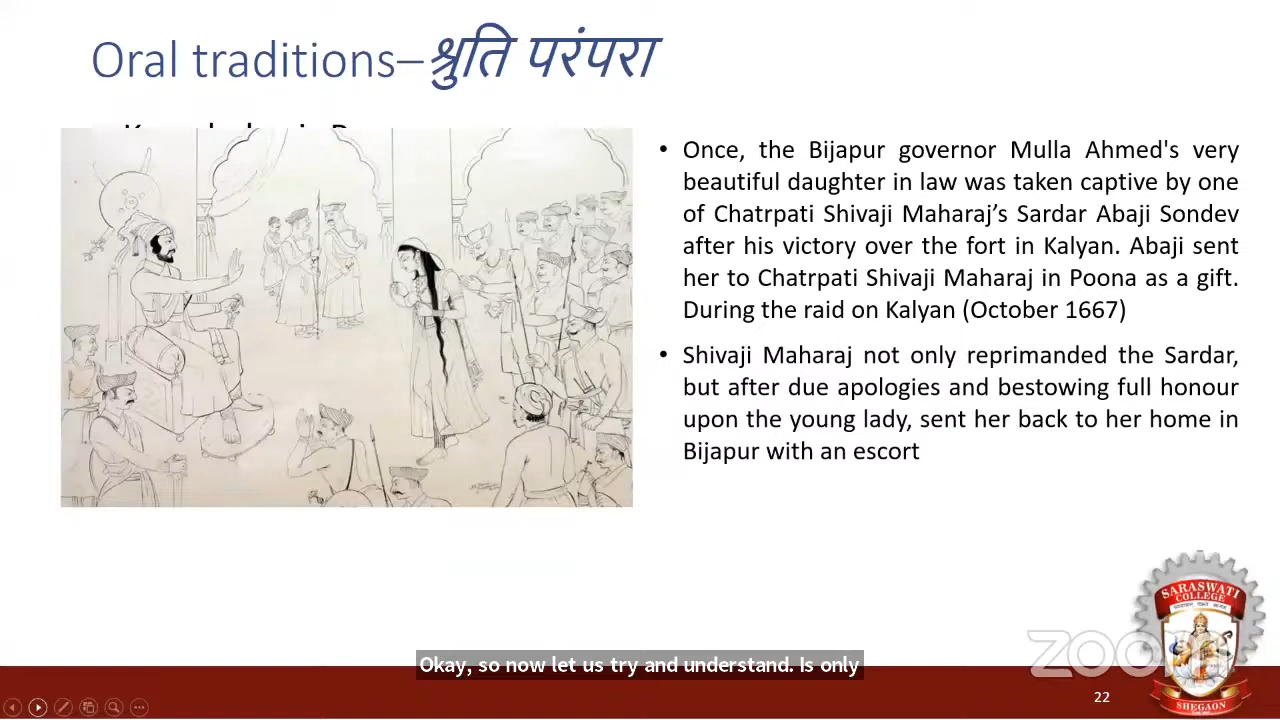 Oral traditions–श्रुति परंपरा
• Once, the Bijapur governor Mulla Ahmed's very
beautiful daughter in law was taken captive by one
of Chatrpati Shivaji Maharaj’s Sardar Abaji Sondev
after his victory over the fort in Kalyan. Abaji sent
her to Chatrpati Shivaji Maharaj in Poona as a gift.
During the raid on Kalyan (October 1667)
• Shivaji Maharaj not only reprimanded the Sardar,
but after due apologies and bestowing full honour
upon the young lady, sent her back to her home in
Bijapur with an escort
SARASWATI
COLLEGE
zoom
Okay, so now let us try and understand. Is only
22
SHEGAON